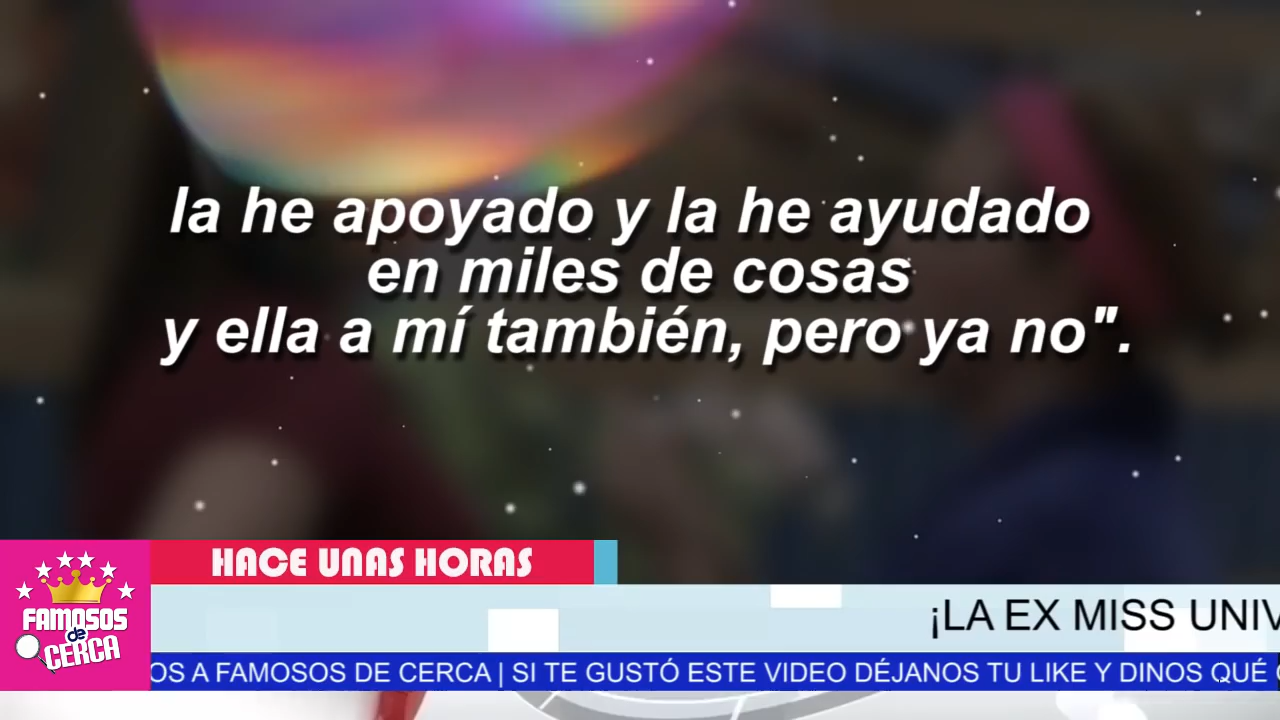 la he apoyado y la he ayudado
en miles de cosas
y ella a mí también, pero ya no".
HACE UNAS HORAS
FAMOSOS
de
CERCA
¡LA EX MISS UNIV
OS A FAMOSOS DE CERCA | SI TE GUSTÓ ESTE VIDEO DÉJANOS TU LIKE Y DINOS QUÉ